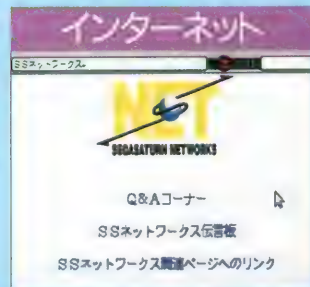 インターネット
SSネットワークス
NET
SEGASATURN NETWORKS
Q&Aコーナー
SSネットワークス伝言板
SSネットワークス関連ページへのリンク